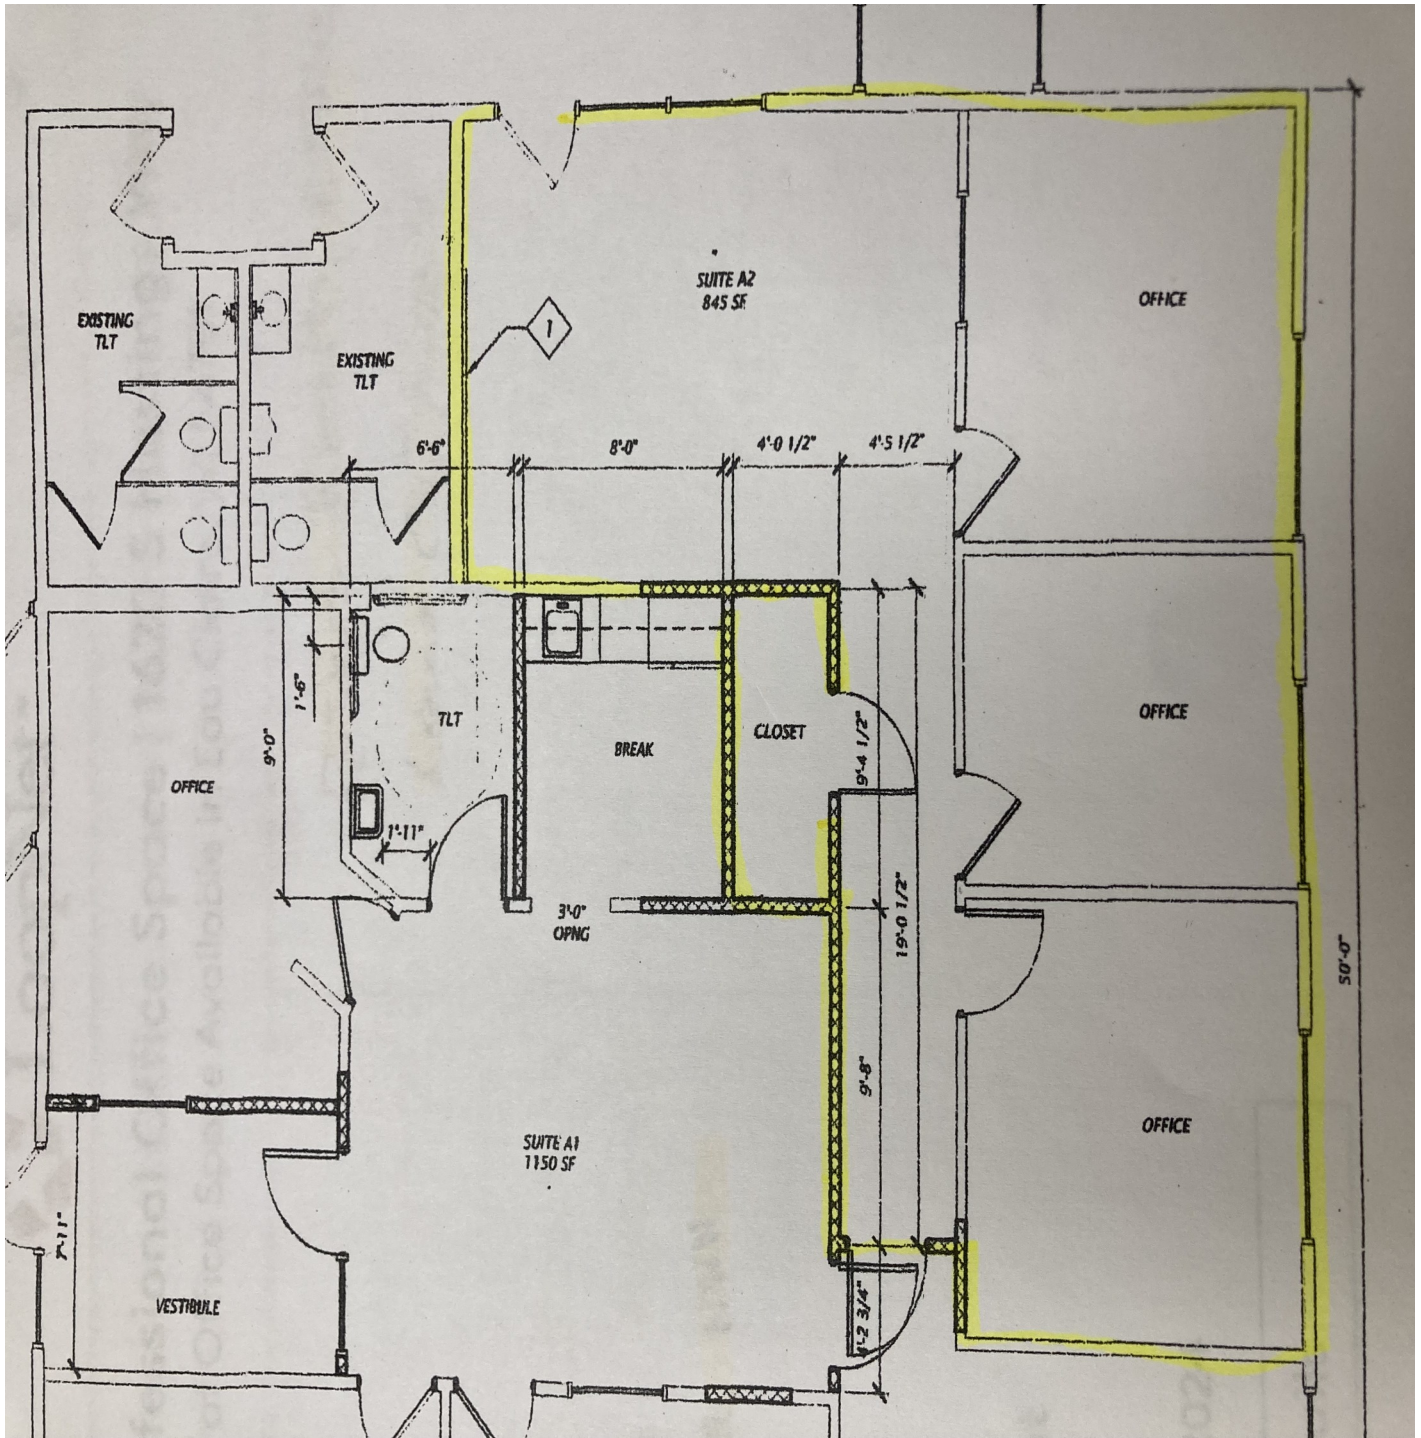 SUITE A2
845 SF
OFFICE
EXISTING
TLT
EXISTING
TLT
1
6'-6"
8'-0"
4'-0 1/2"
4'-5 1/2"
1'-6"
9'-0"
TLT
BREAK
CLOSET
9'-4 1/2"
OFFICE
OFFICE
1'-11"
3'-0"
OPNG
19'-0 1/2"
50'-0"
9'-8"
SUITE A1
1150 SF
OFFICE
7'-11"
VESTIBULE
4'-2 3/4"